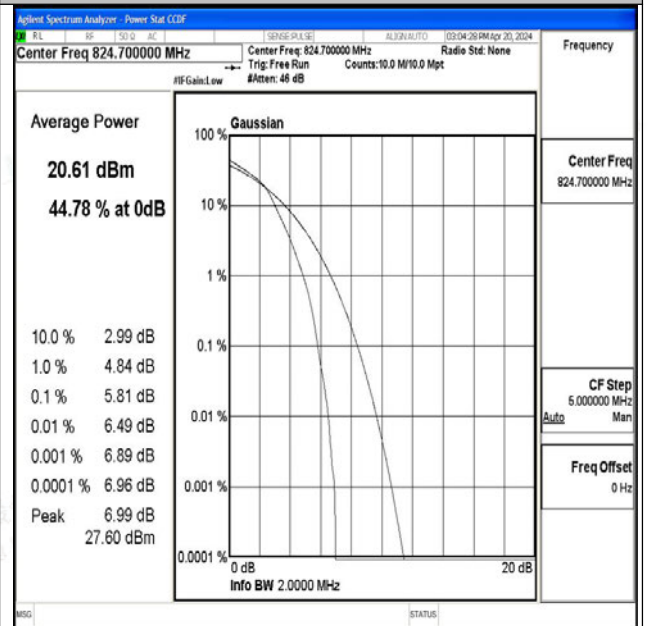 Agilent Spectrum Analyzer - Power Stat CCDF
RL RF 50 Ω AC SENSE:PULSE ALIGNAUTO 03:04:28 PM Apr 20, 2024
Center Freq 824.700000 MHz
Center Freq: 824.700000 MHz Radio Std: None
Trig: Free Run Counts:10.0 M/10.0 Mpt
#IFGain:Low #Atten: 46 dB
Frequency
Average Power
20.61 dBm
44.78 % at 0dB
10.0 % 2.99 dB
1.0 % 4.84 dB
0.1 % 5.81 dB
0.01 % 6.49 dB
0.001 % 6.89 dB
0.0001 % 6.96 dB
Peak 6.99 dB
27.60 dBm
Gaussian
100 %
10 %
1 %
0.1 %
0.01 %
0.001 %
0.0001 %
0 dB 20 dB
Info BW 2.0000 MHz
Center Freq
824.700000 MHz
CF Step
5.000000 MHz
Auto Man
Freq Offset
0 Hz
MSG STATUS